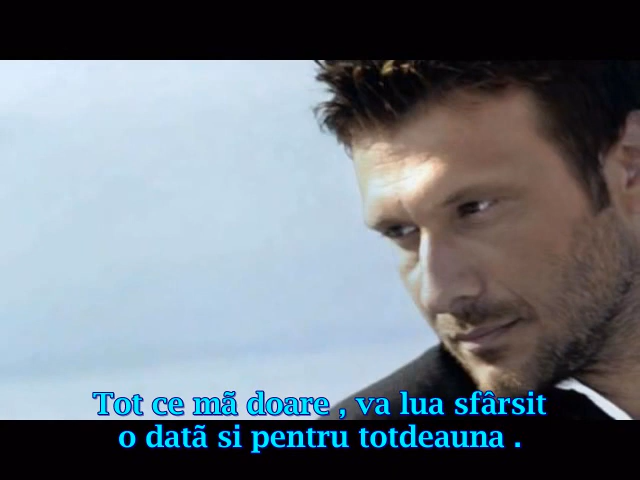 Tot ce mã doare , va lua sfârsit
o datã si pentru totdeauna .